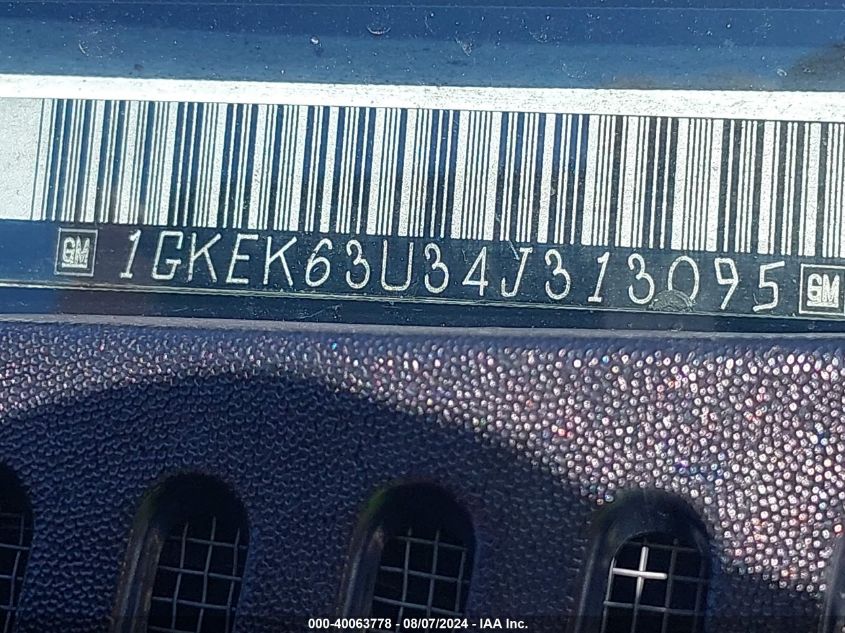 GM 1GKEK63U34J313095 GM
000-40063778 - 08/07/2024 - IAA Inc.